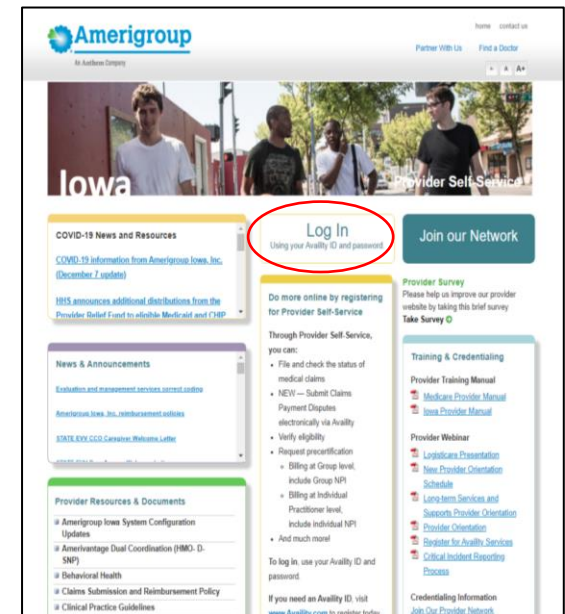 Amerigroup
An Anthem Company
home contact us
Partner With Us Find a Doctor
A A+
Iowa
Provider Self-Service
COVID-19 News and Resources
COVID-19 information from Amerigroup Iowa, Inc.
(December 7 update)
HHS announces additional distributions from the
Provider Relief Fund to eligible Medicaid and CHIP
News & Announcements
Evaluation and management services correct coding
Amerigroup Iowa, Inc. reimbursement policies
STATE EVV CCO Caregiver Welcome Letter
Provider Resources & Documents
Amerigroup Iowa System Configuration
Updates
Amerivantage Dual Coordination (HMO- D-
SNP)
Behavioral Health
Claims Submission and Reimbursement Policy
Clinical Practice Guidelines
Log In
Using your Availity ID and password
Do more online by registering
for Provider Self-Service
Through Provider Self-Service,
you can:
File and check the status of
medical claims
NEW — Submit Claims
Payment Disputes
electronically via Availity
Verify eligibility
Request precertification
Billing at Group level,
include Group NPI
Billing at Individual
Practitioner level,
include individual NPI
And much more!
To log in, use your Availity ID and
password.
If you need an Availity ID, visit
www.Availity.com to register today
Join our Network
Provider Survey
Please help us improve our provider
website by taking this brief survey
Take Survey
Training & Credentialing
Provider Training Manual
Medicare Provider Manual
Iowa Provider Manual
Provider Webinar
Logisticare Presentation
New Provider Orientation
Schedule
Long-term Services and
Supports Provider Orientation
Provider Orientation
Register for Availity Services
Critical Incident Reporting
Process
Credentialing Information
Join Our Provider Network